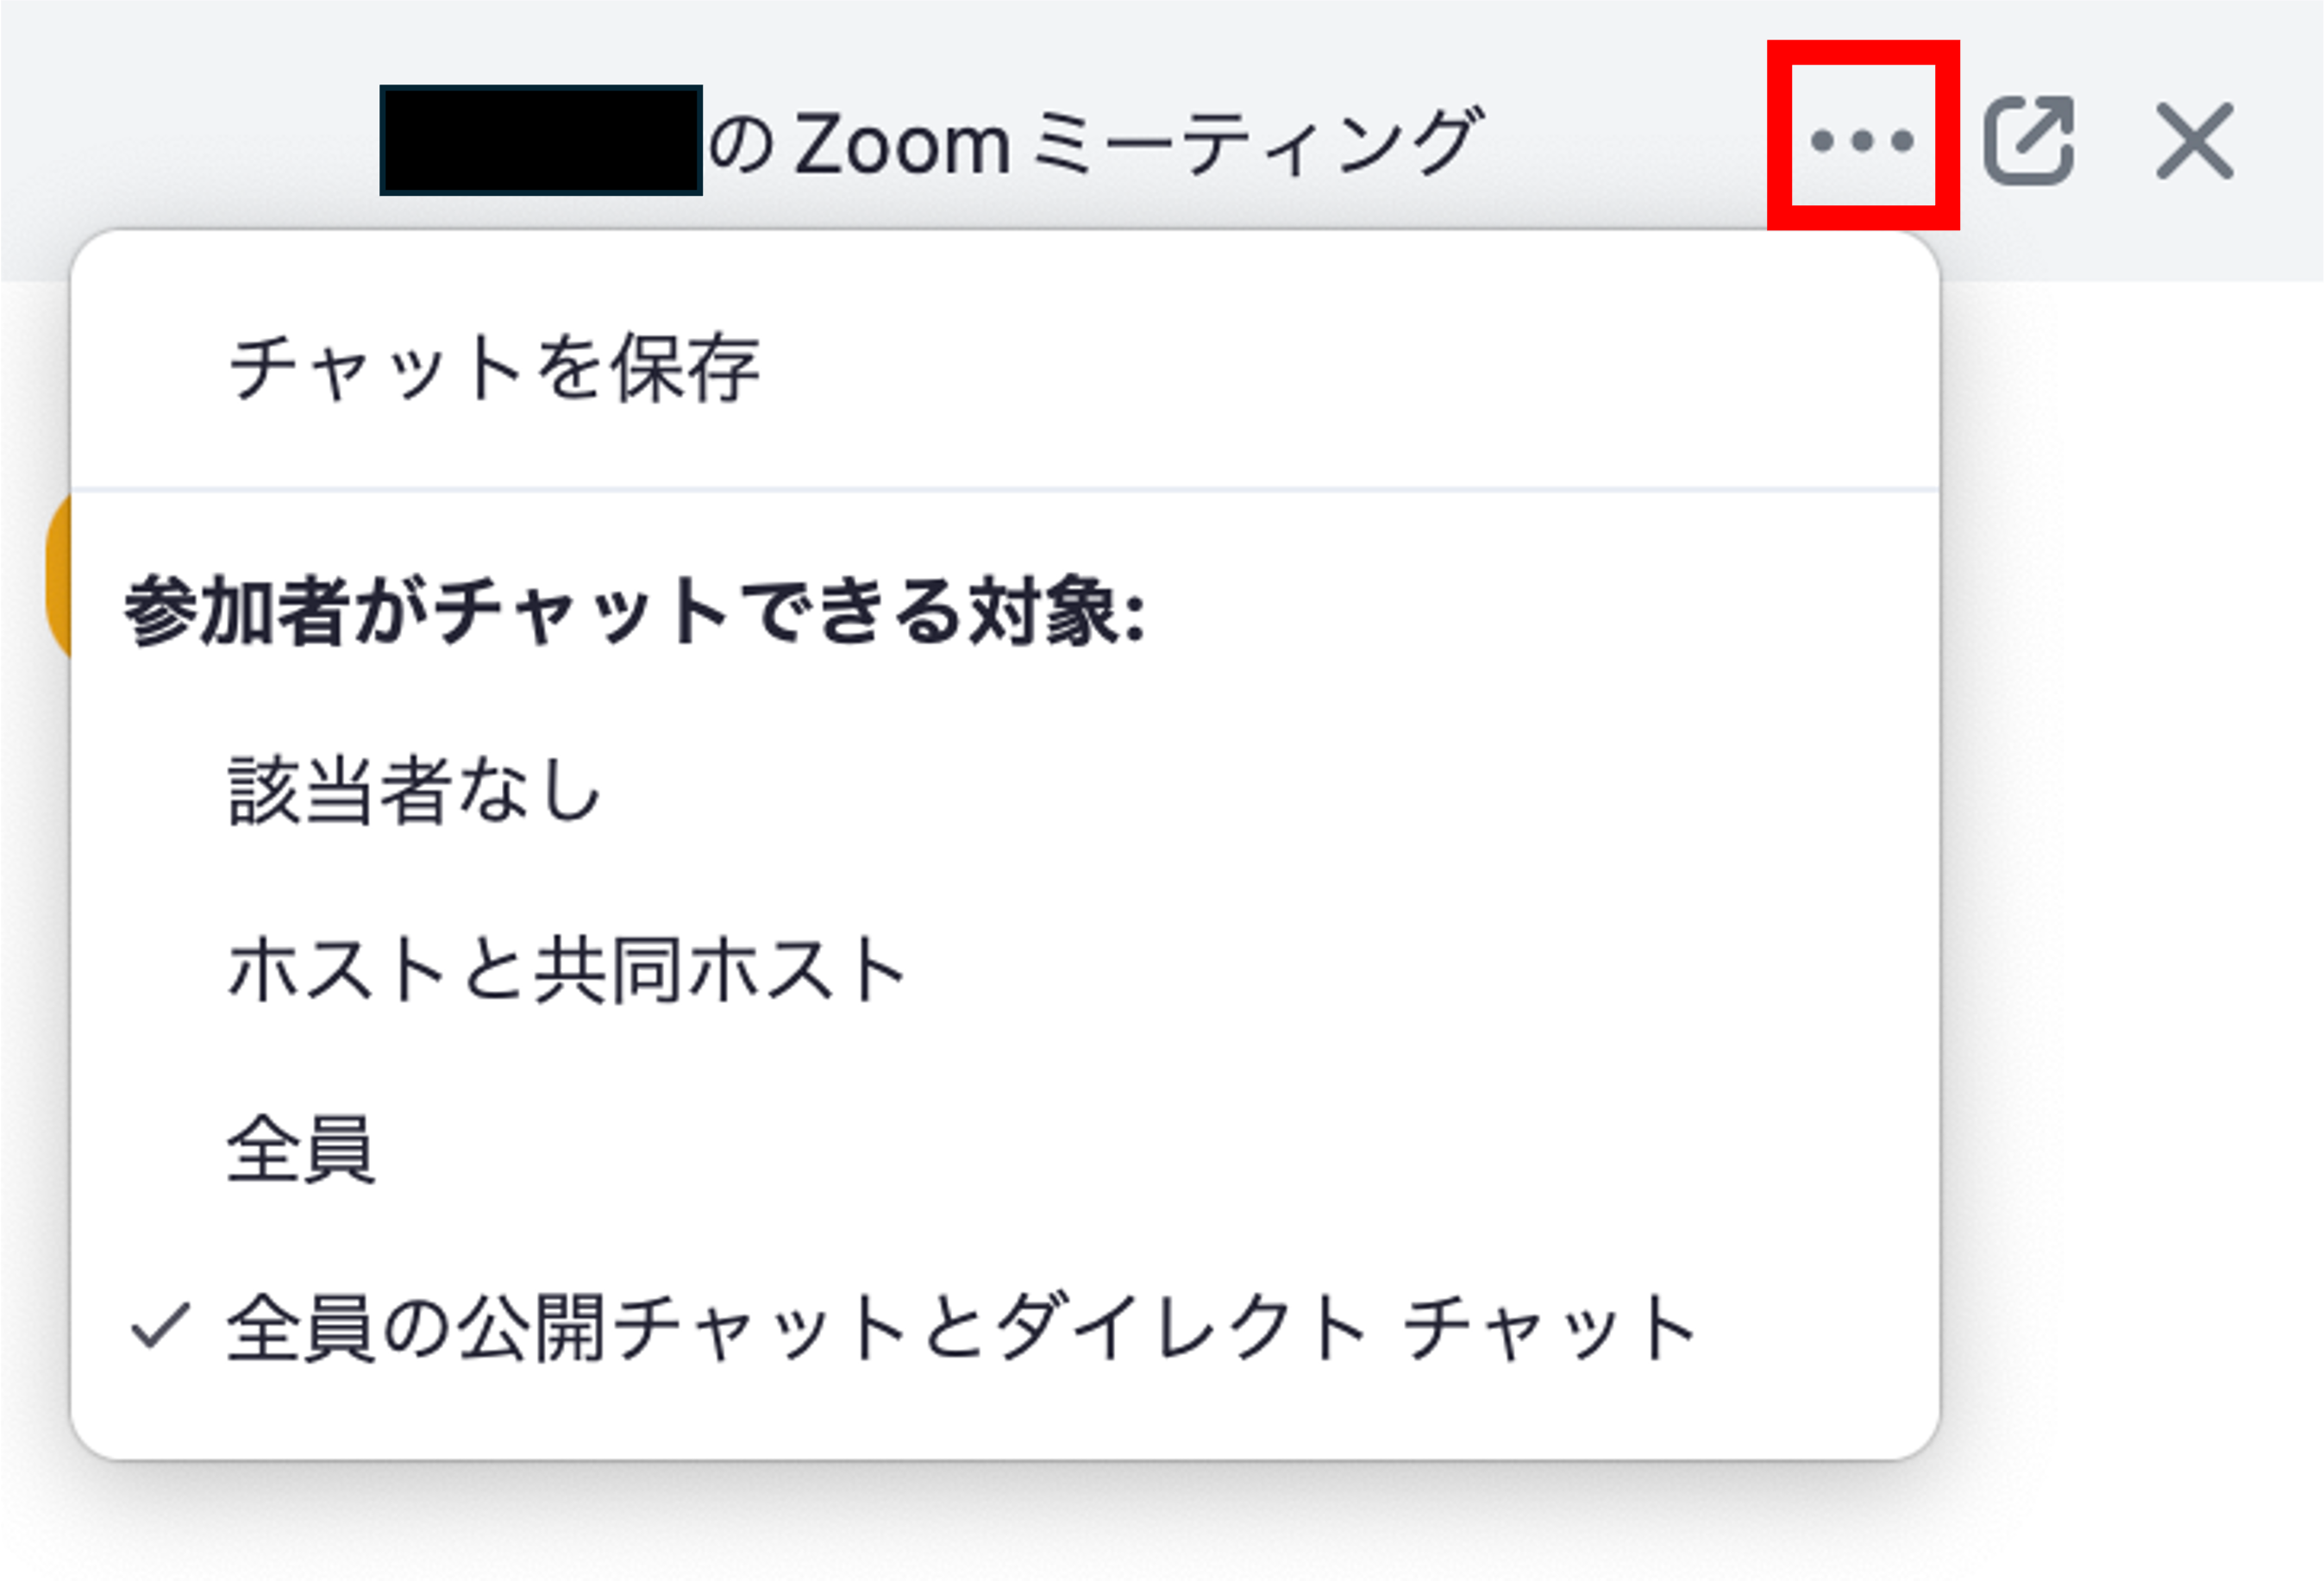 の Zoom ミーティング
チャットを保存
参加者がチャットできる対象:
該当者なし
ホストと共同ホスト
全員
全員の公開チャットとダイレクト チャット